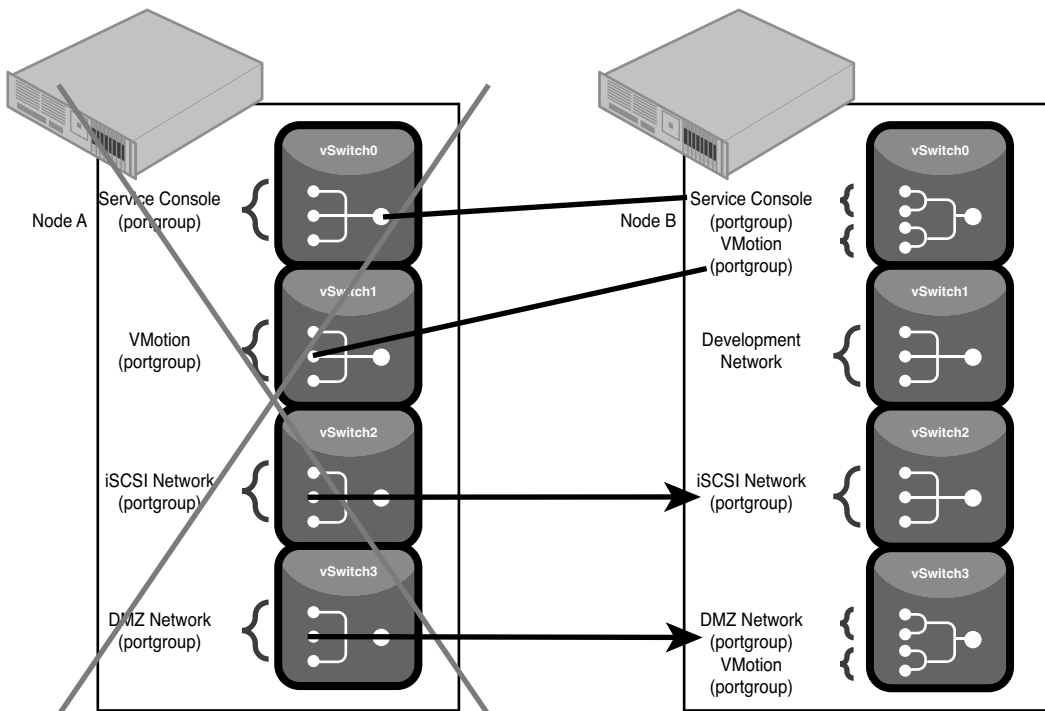 vSwitch0
Service Console
(portgroup)
Node A
vSwitch1
VMotion
(portgroup)
vSwitch2
iSCSI Network
(portgroup)
vSwitch3
DMZ Network
(portgroup)
vSwitch0
Service Console
(portgroup)
Node B
VMotion
(portgroup)
vSwitch1
Development
Network
vSwitch2
iSCSI Network
(portgroup)
vSwitch3
DMZ Network
(portgroup)
VMotion
(portgroup)